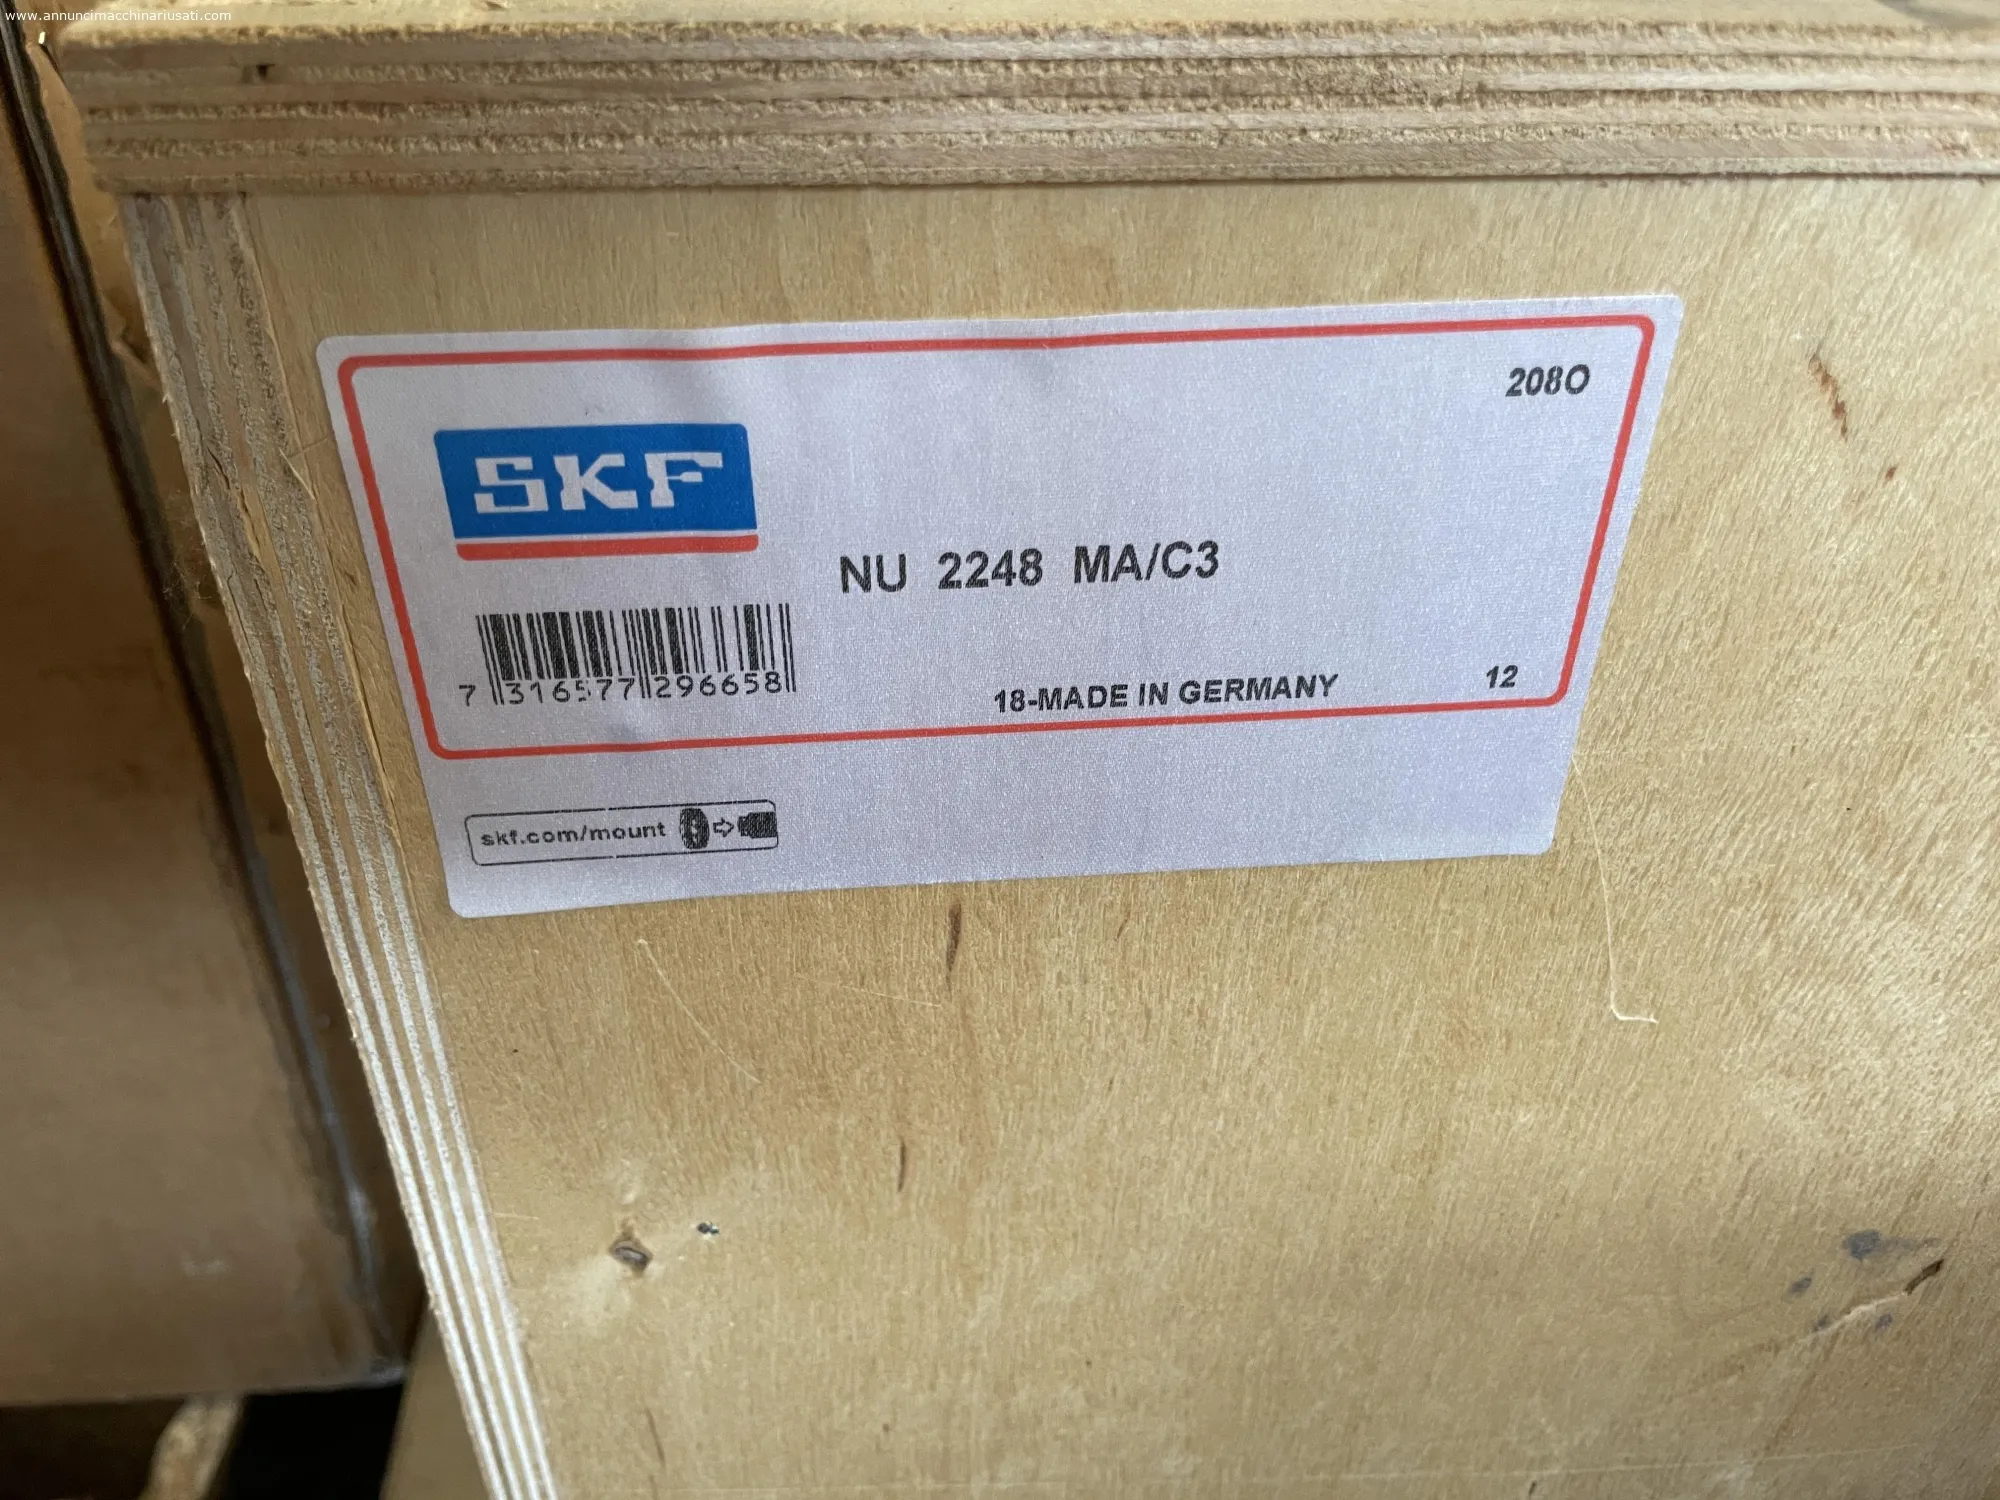 www.annuncimacchinariusati.com
208O
SKF
NU 2248 MA/C3
7 316577 296658
18-MADE IN GERMANY
12
skf.com/mount